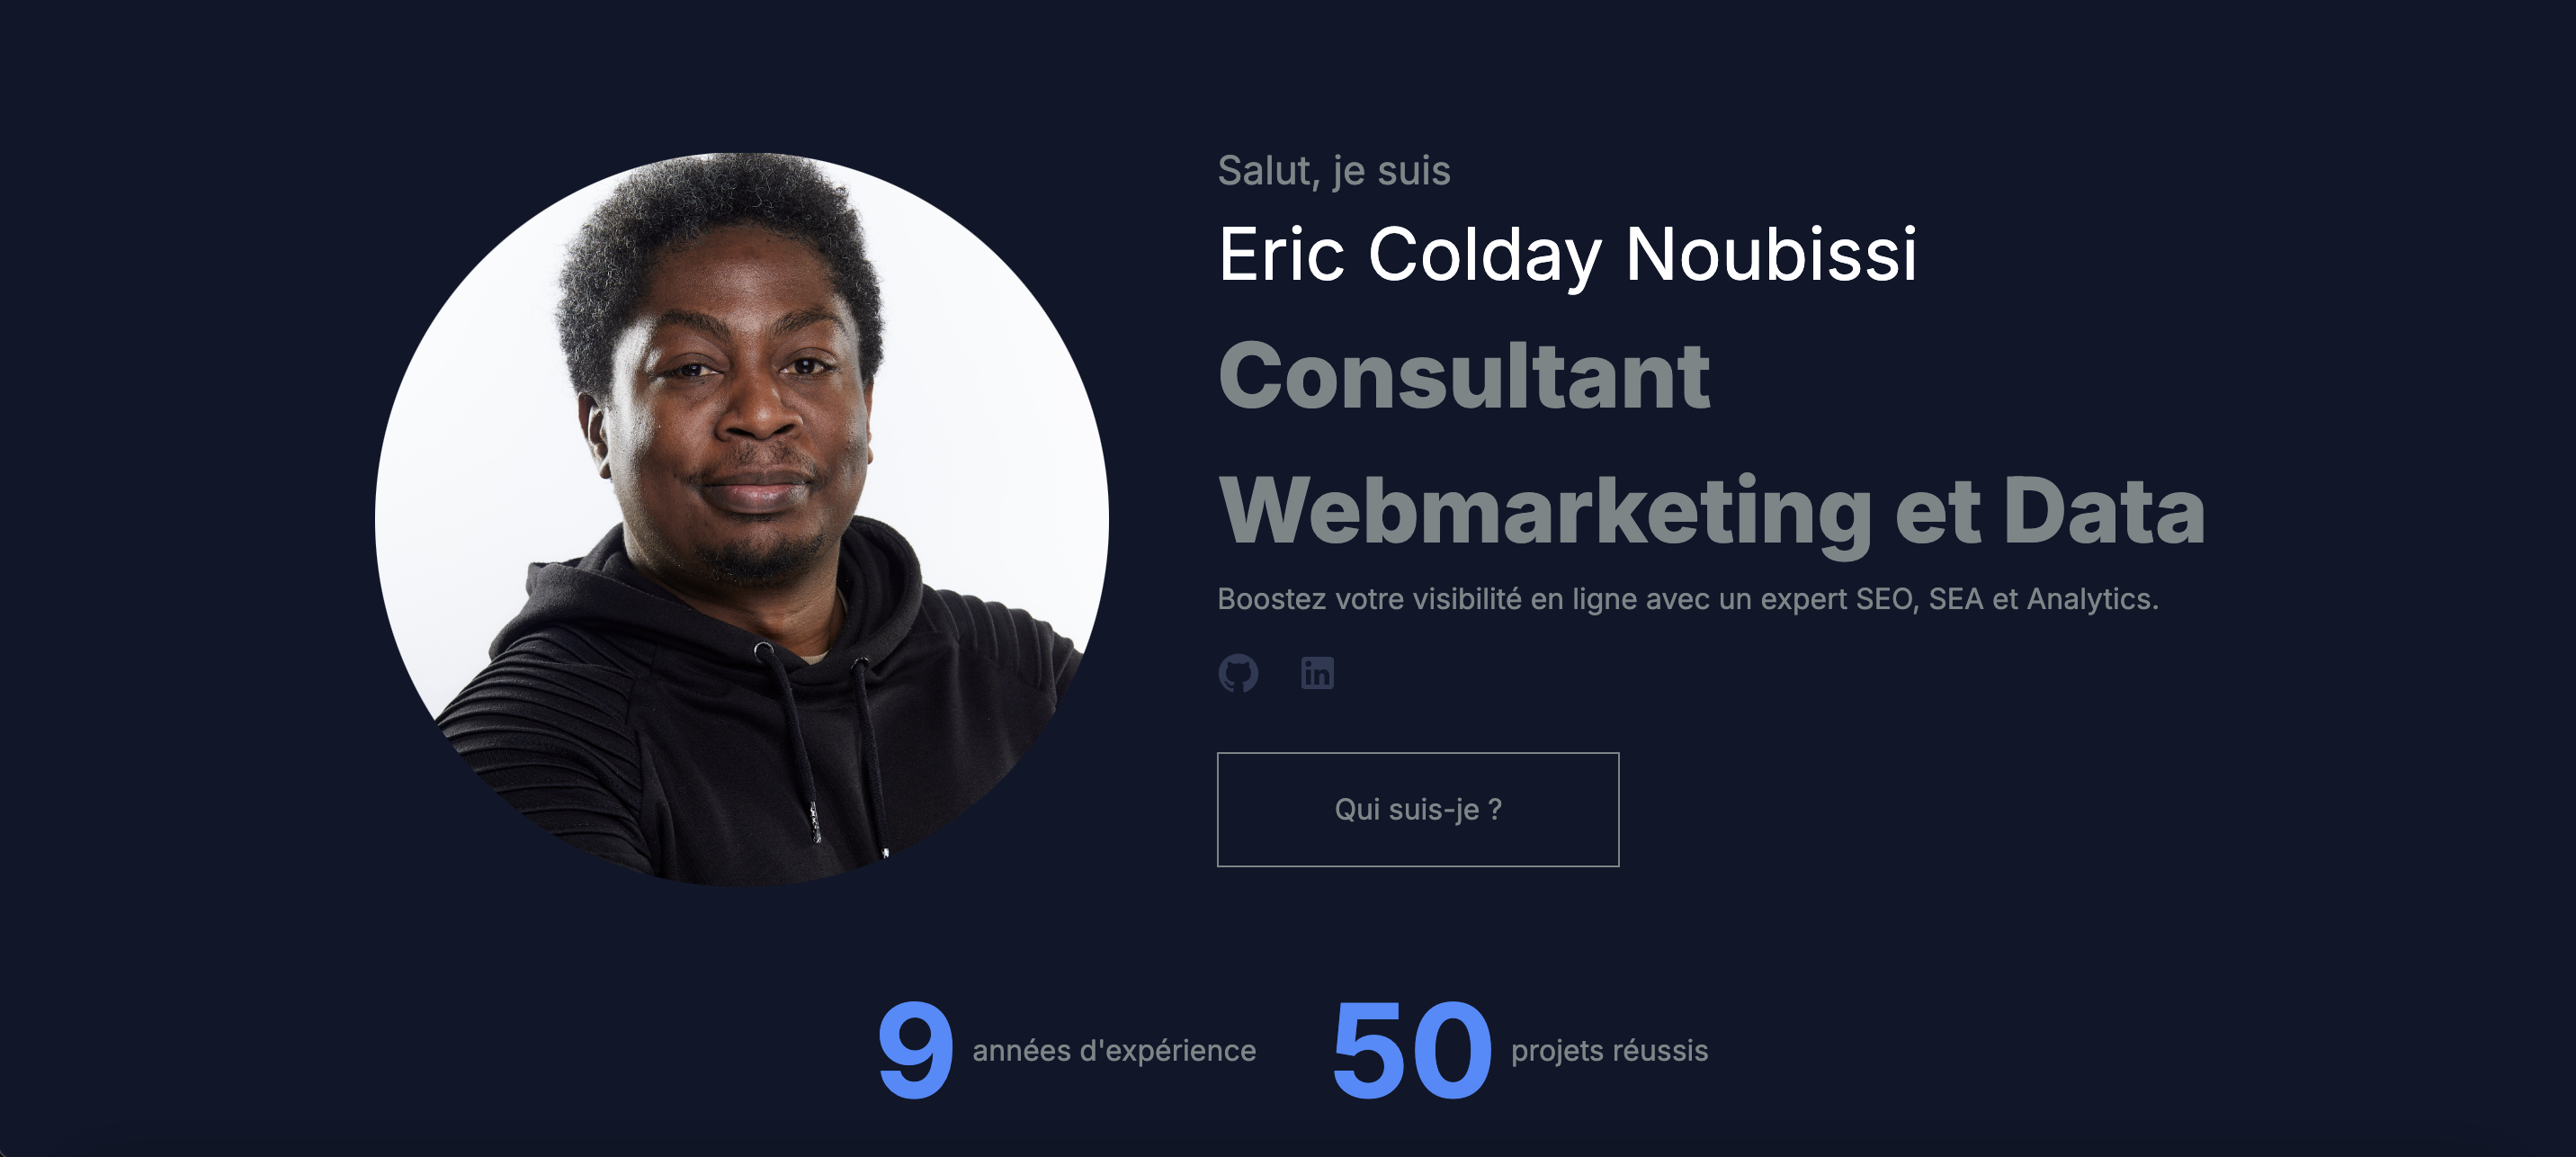 Salut, je suis
Eric Colday Noubissi
Consultant
Webmarketing et Data
Boostez votre visibilité en ligne avec un expert SEO, SEA et Analytics.
in
Qui suis-je ?
9 années d'expérience
50 projets réussis